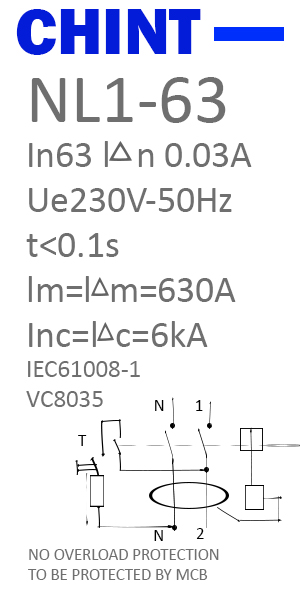 CHINT
NL1-63
In63 I△n 0.03A
Ue230V-50Hz
t<0.1s
Im=I△m=630A
Inc=I△c=6kA
IEC61008-1
VC8035
N 1
T
N 2
NO OVERLOAD PROTECTION
TO BE PROTECTED BY MCB